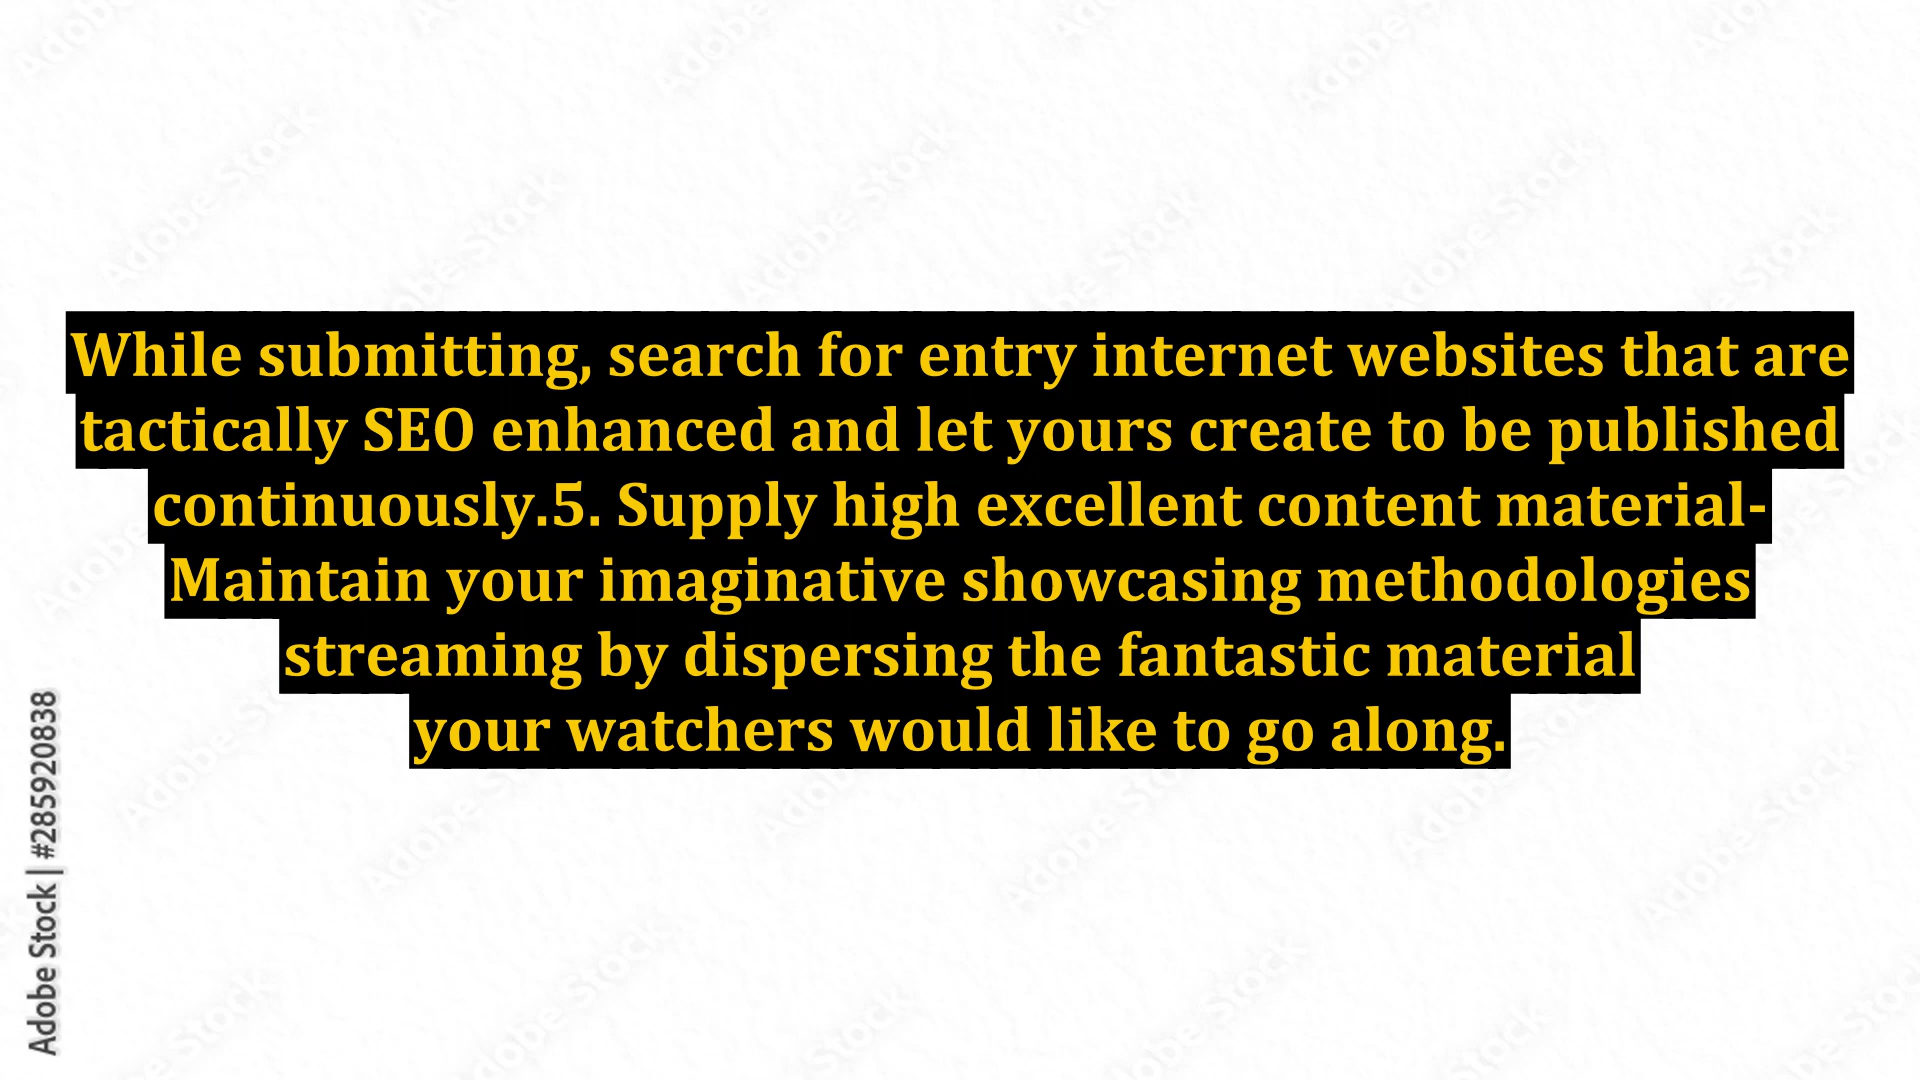 While submitting, search for entry internet websites that are
tactically SEO enhanced and let yours create to be published
continuously.5. Supply high excellent content material-
Maintain your imaginative showcasing methodologies
streaming by dispersing the fantastic material
your watchers would like to go along.
Adobe Stock | #285920838